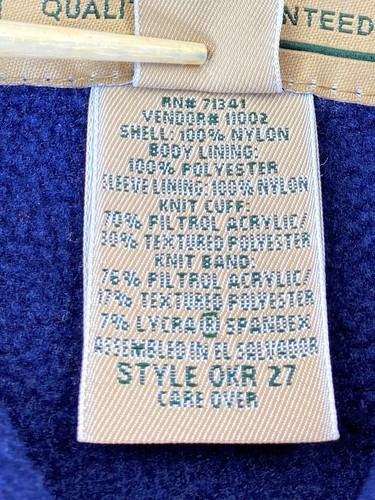 QUALI
RANTEED
RN# 71341
VENDOR# 11002
SHELL: 100% NYLON
BODY LINING:
100% POLYESTER
SLEEVE LINING: 100% NYLON
KNIT CUFF:
70% PILTROL ACRYLIC/
30% TEXTURED POLYESTER
KNIT BAND:
76% PILTROL ACRYLIC/
17% TEXTURED POLYESTER
7% LYCRA® SPANDEX
ASSEMBLED IN EL SALVADOR
STYLE OKR 27
CARE OVER